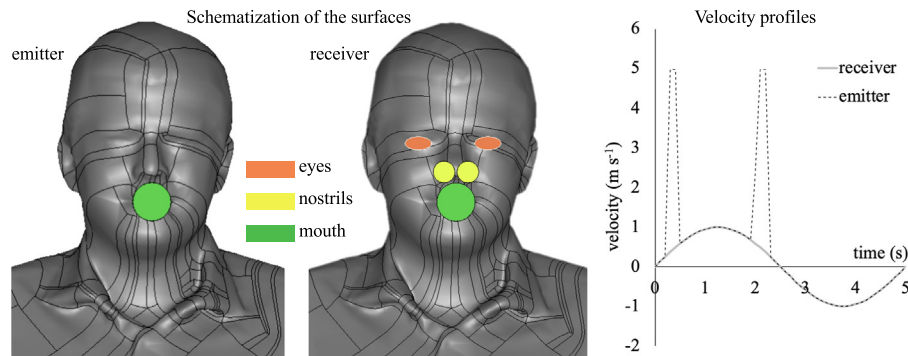 Schematization of the surfaces
emitter
receiver
eyes
nostrils
mouth
Velocity profiles
6
5
4
3
2
1
0
-1
-2
velocity (m s⁻¹)
receiver
emitter
time (s)
0 1 2 3 4 5